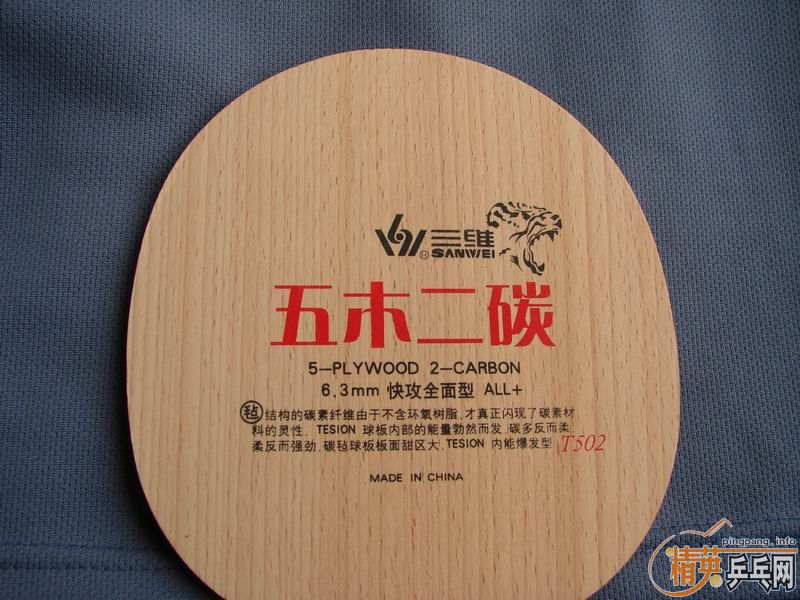 三维
SANWEI®
五木二碳
5-PLYWOOD 2-CARBON
6.3mm 快攻全面型 ALL+
毡结构的碳素纤维由于不含环氧树脂,才真正闪现了碳素材
料的灵性. TESION 球板内部的能量勃然而发.碳多反而柔,
柔反而强劲.碳毡球板板面甜区大,TESION 内能爆发型 T502
MADE IN CHINA
pingpang.info
精英乒乓网